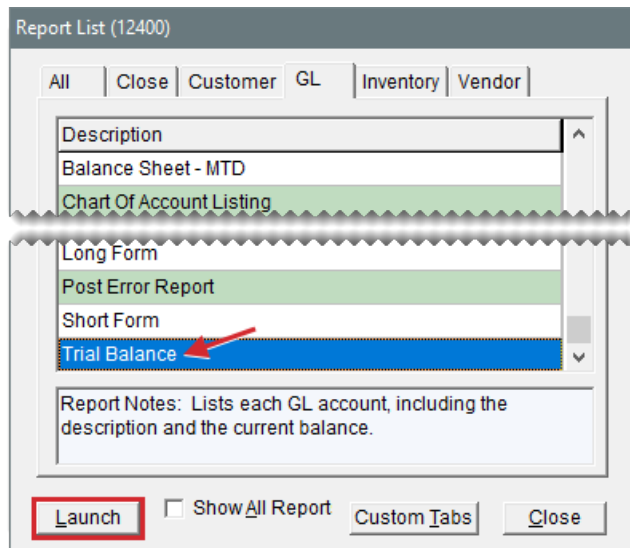 Report List (12400)
All Close Customer GL Inventory Vendor
Description
Balance Sheet - MTD
Chart Of Account Listing
Long Form
Post Error Report
Short Form
Trial Balance
Report Notes: Lists each GL account, including the
description and the current balance.
Launch Show All Report Custom Tabs Close